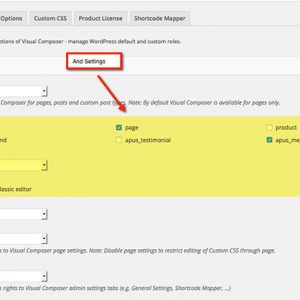 Options Custom CSS Product License Shortcode Mapper
ptions of Visual Composer - manage WordPress default and custom roles.
And Settings
Composer for pages, posts and custom post types. Note: By default Visual Composer is available for pages only.
page product
nd apus_testimonial apus_me
lassic editor
s to Visual Composer page settings. Note: Disable page settings to restrict editing of Custom CSS through page.
s rights to Visual Composer admin settings tabs (e.g. General Settings, Shortcode Mapper, ...)